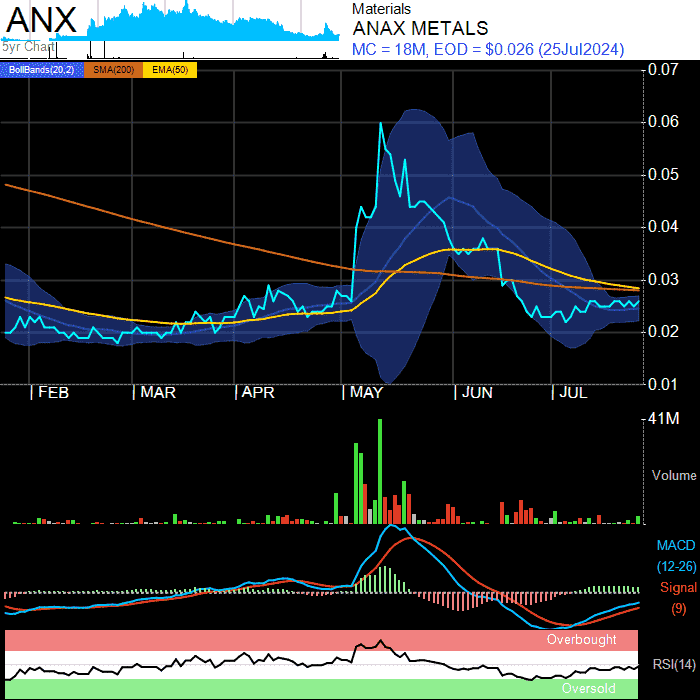 ANX
5yr Chart
Materials
ANAX METALS
MC = 18M, EOD = $0.026 (25Jul2024)
BollBands(20,2) SMA(200) EMA(50)
0.07
0.06
0.05
0.04
0.03
0.02
0.01
FEB MAR APR MAY JUN JUL
41M
Volume
MACD
(12-26)
Signal
(9)
Overbought
RSI(14)
Oversold